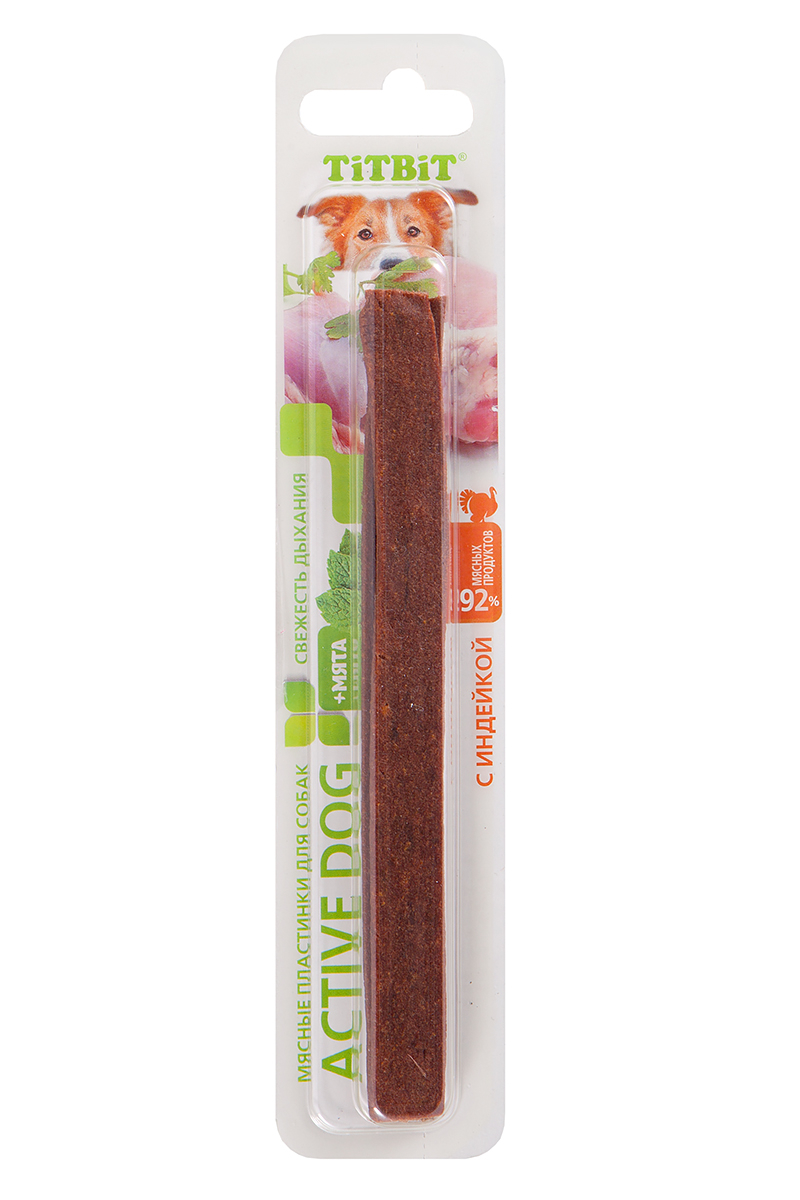 TiTBiT®
СВЕЖЕСТЬ ДЫХАНИЯ
+МЯТА
МЯСНЫЕ ПЛАСТИНКИ ДЛЯ СОБАК
ACTIVE DOG
92%
МЯСНЫХ
ПРОДУКТОВ
С ИНДЕЙКОЙ